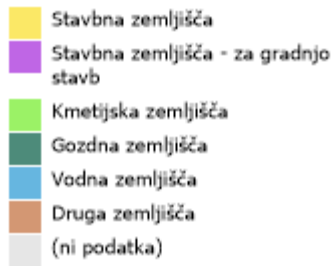 Stavbna zemljišča
Stavbna zemljišča - za gradnjo
stavb
Kmetijska zemljišča
Gozdna zemljišča
Vodna zemljišča
Druga zemljišča
(ni podatka)